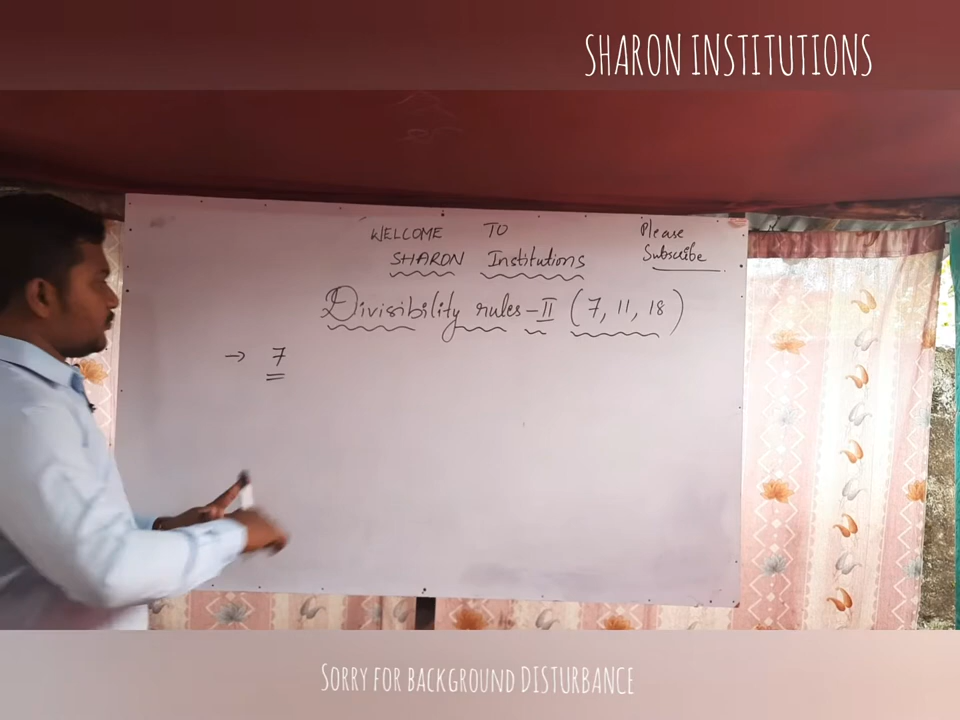 SHARON INSTITUTIONS
WELCOME TO
SHARON Institutions
Please
Subscribe
Divisibility rules - II (7, 11, 18)
→ 7
SORRY FOR BACKGROUND DISTURBANCE